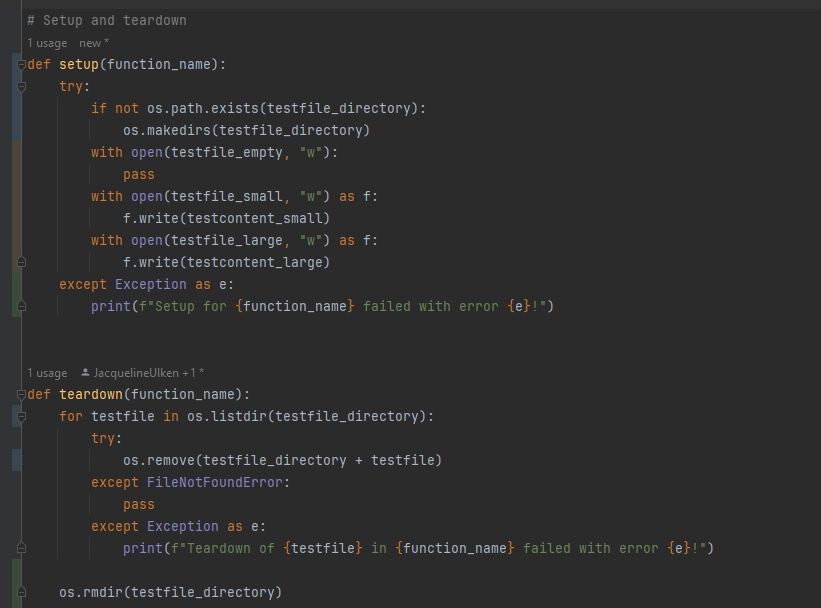 # Setup and teardown
1 usage   new *
def setup(function_name):
    try:
        if not os.path.exists(testfile_directory):
            os.makedirs(testfile_directory)
        with open(testfile_empty, "w"):
            pass
        with open(testfile_small, "w") as f:
            f.write(testcontent_small)
        with open(testfile_large, "w") as f:
            f.write(testcontent_large)
    except Exception as e:
        print(f"Setup for {function_name} failed with error {e}!")
1 usage   JacquelineUlken +1 *
def teardown(function_name):
    for testfile in os.listdir(testfile_directory):
        try:
            os.remove(testfile_directory + testfile)
        except FileNotFoundError:
            pass
        except Exception as e:
            print(f"Teardown of {testfile} in {function_name} failed with error {e}!")
    os.rmdir(testfile_directory)